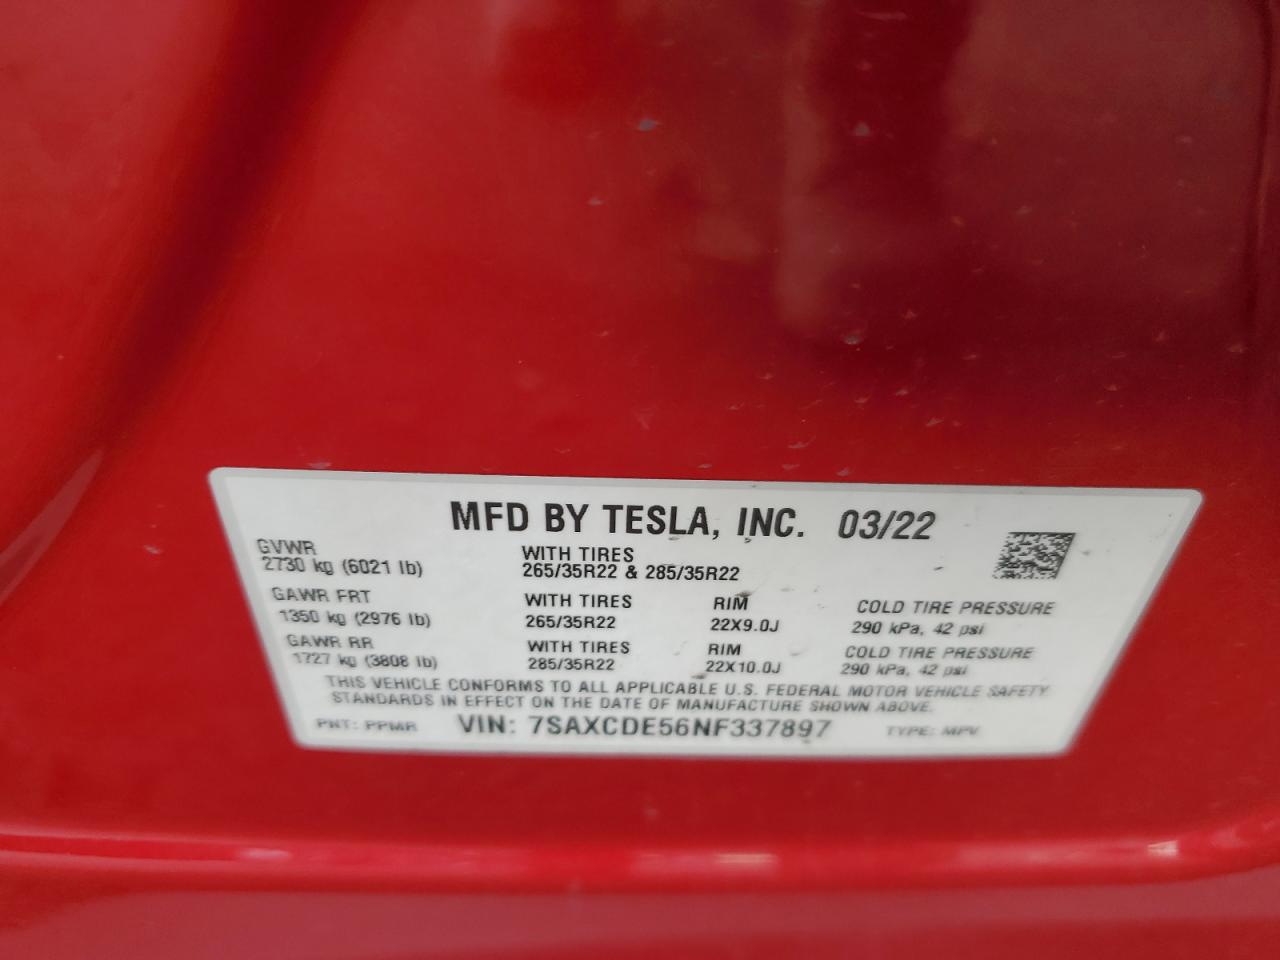 MFD BY TESLA, INC. 03/22
GVWR
2730 kg (6021 lb)
WITH TIRES
265/35R22 & 285/35R22
GAWR FRT
1350 kg (2976 lb)
WITH TIRES
265/35R22
RIM
22X9.0J
COLD TIRE PRESSURE
290 kPa, 42 psi
GAWR RR
1727 kg (3808 lb)
WITH TIRES
285/35R22
RIM
22X10.0J
COLD TIRE PRESSURE
290 kPa, 42 psi
THIS VEHICLE CONFORMS TO ALL APPLICABLE U.S. FEDERAL MOTOR VEHICLE SAFETY
STANDARDS IN EFFECT ON THE DATE OF MANUFACTURE SHOWN ABOVE.
PNT: PPMR VIN: 7SAXCDE56NF337897 TYPE: MPV